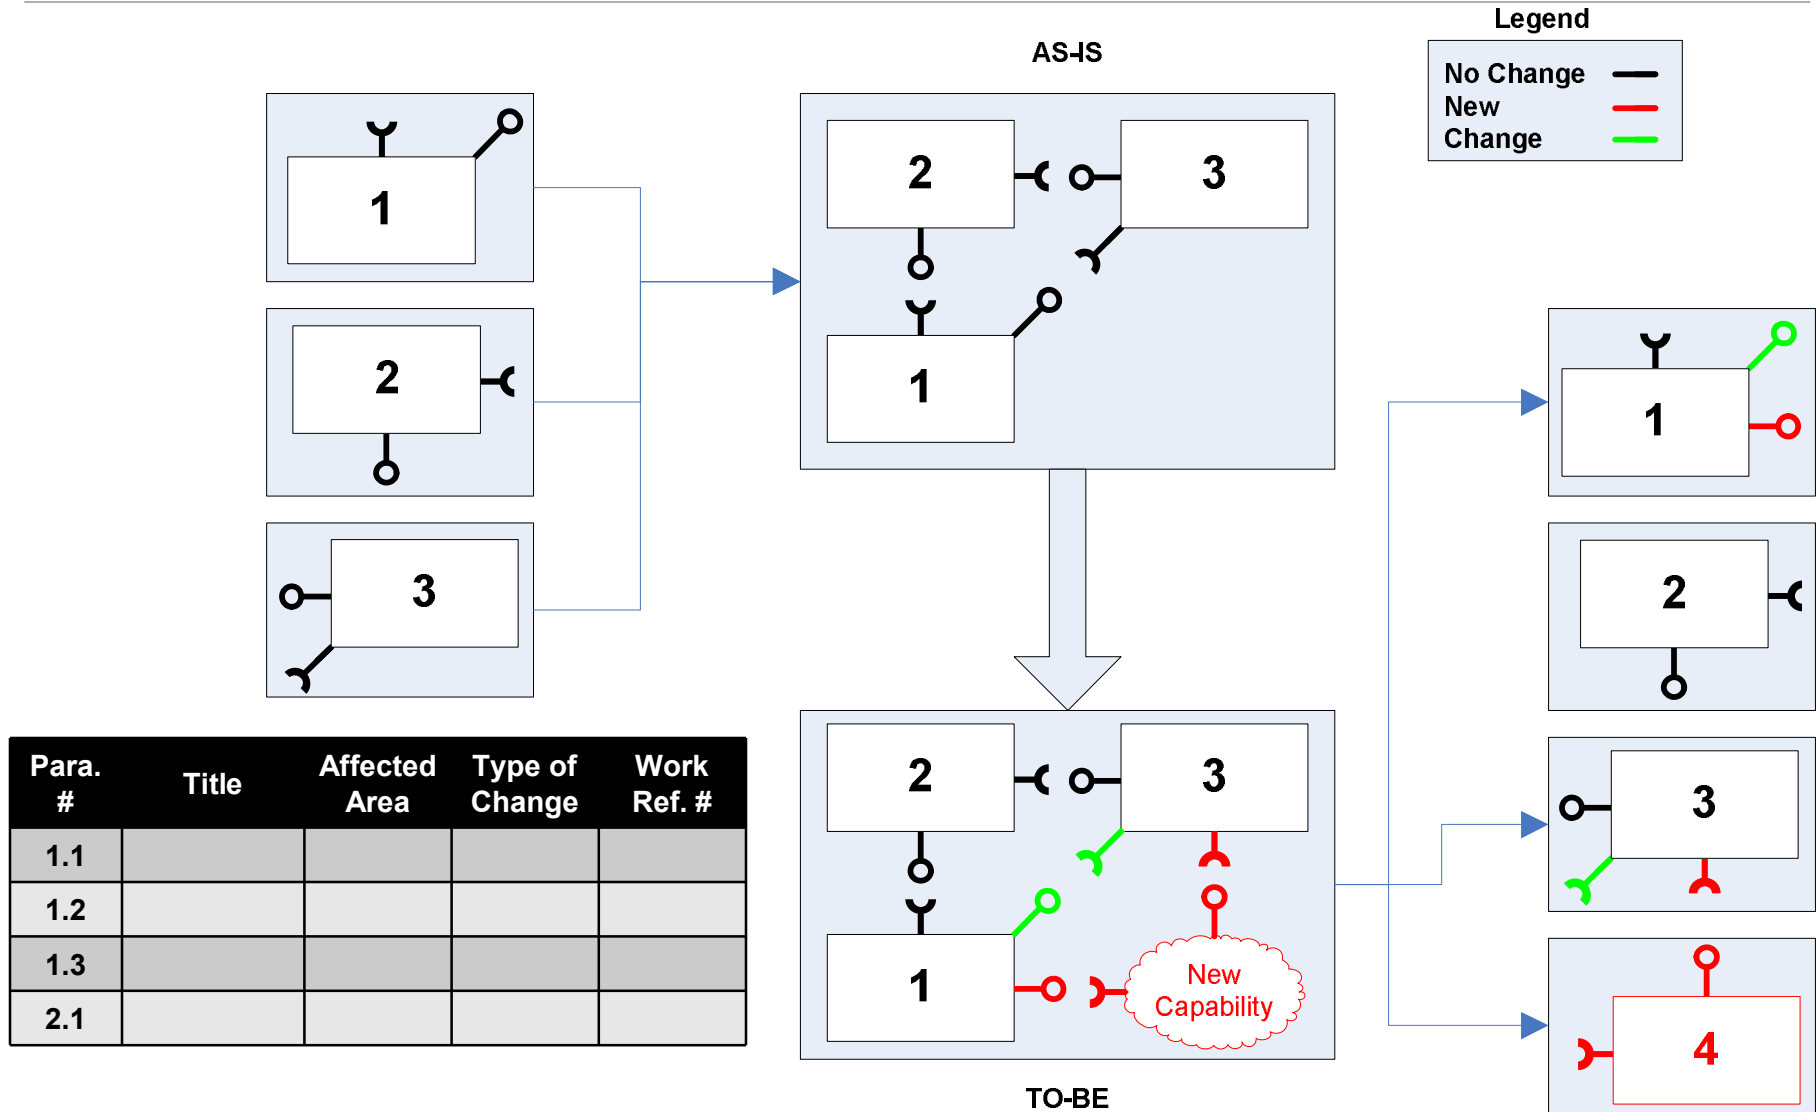 Legend
No Change
New
Change
AS-IS
1
2
3
2
3
1
1
2
3
4
2
3
1
New
Capability
TO-BE
Para. # Title Affected Area Type of Change Work Ref. #
1.1
1.2
1.3
2.1